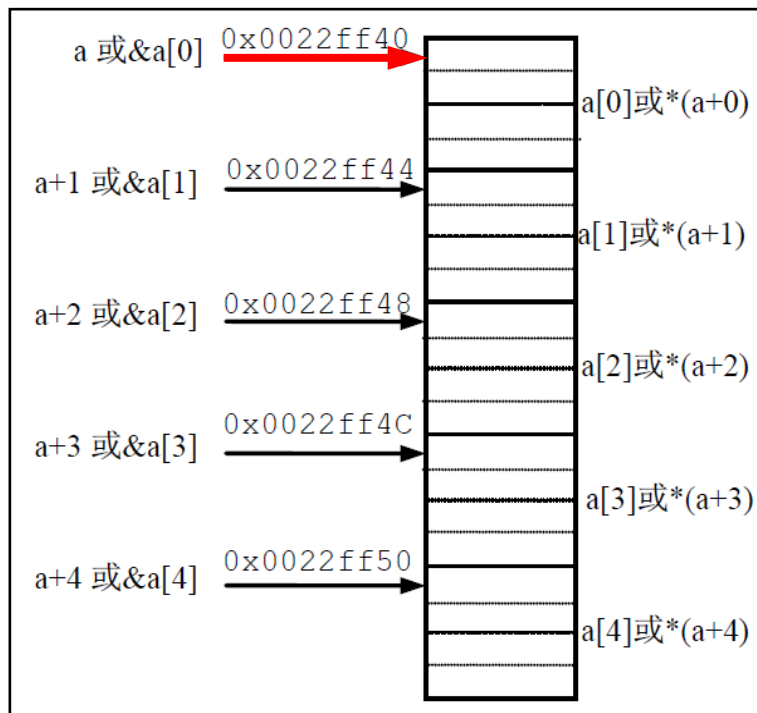 a 或&a[0]
0x0022ff40
a[0]或*(a+0)
a+1 或&a[1]
0x0022ff44
a[1]或*(a+1)
a+2 或&a[2]
0x0022ff48
a[2]或*(a+2)
a+3 或&a[3]
0x0022ff4C
a[3]或*(a+3)
a+4 或&a[4]
0x0022ff50
a[4]或*(a+4)